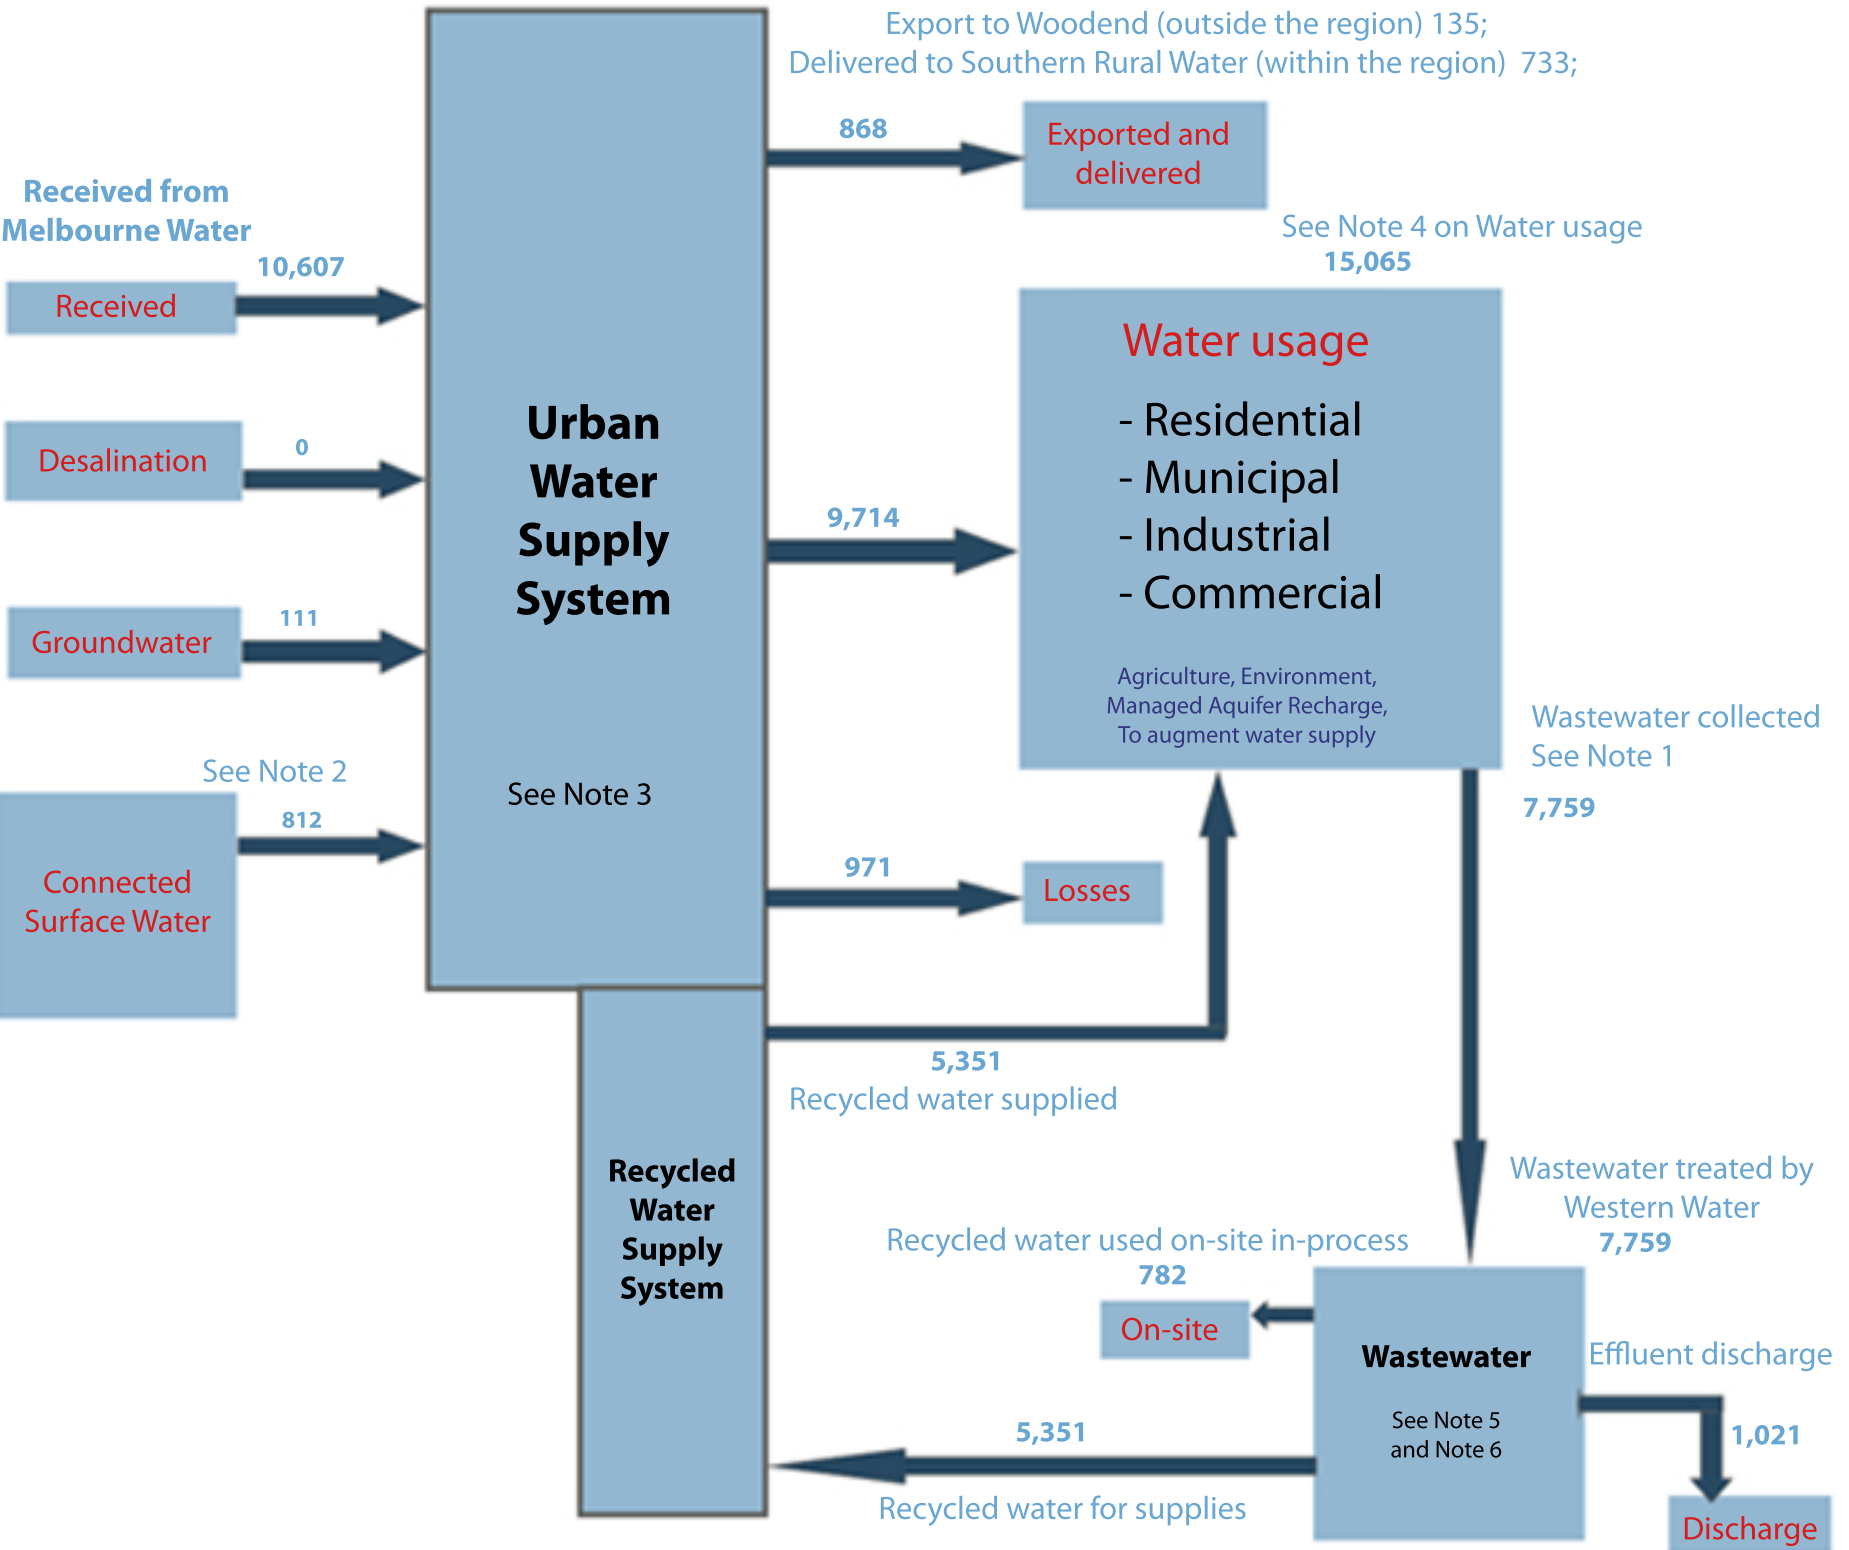 Export to Woodend (outside the region) 135;
Delivered to Southern Rural Water (within the region)  733;
868
Exported and
delivered
Received from
Melbourne Water
10,607
Received
See Note 4 on Water usage
15,065
Water usage
- Residential
- Municipal
- Industrial
- Commercial
Agriculture, Environment,
Managed Aquifer Recharge,
To augment water supply
Desalination
0
Urban
Water
Supply
System
See Note 3
9,714
Groundwater
111
See Note 2
812
Connected
Surface Water
971
Losses
Wastewater collected
See Note 1
7,759
5,351
Recycled water supplied
Recycled
Water
Supply
System
Wastewater treated by
Western Water
7,759
Recycled water used on-site in-process
782
On-site
Wastewater
See Note 5
and Note 6
Effluent discharge
1,021
Discharge
5,351
Recycled water for supplies